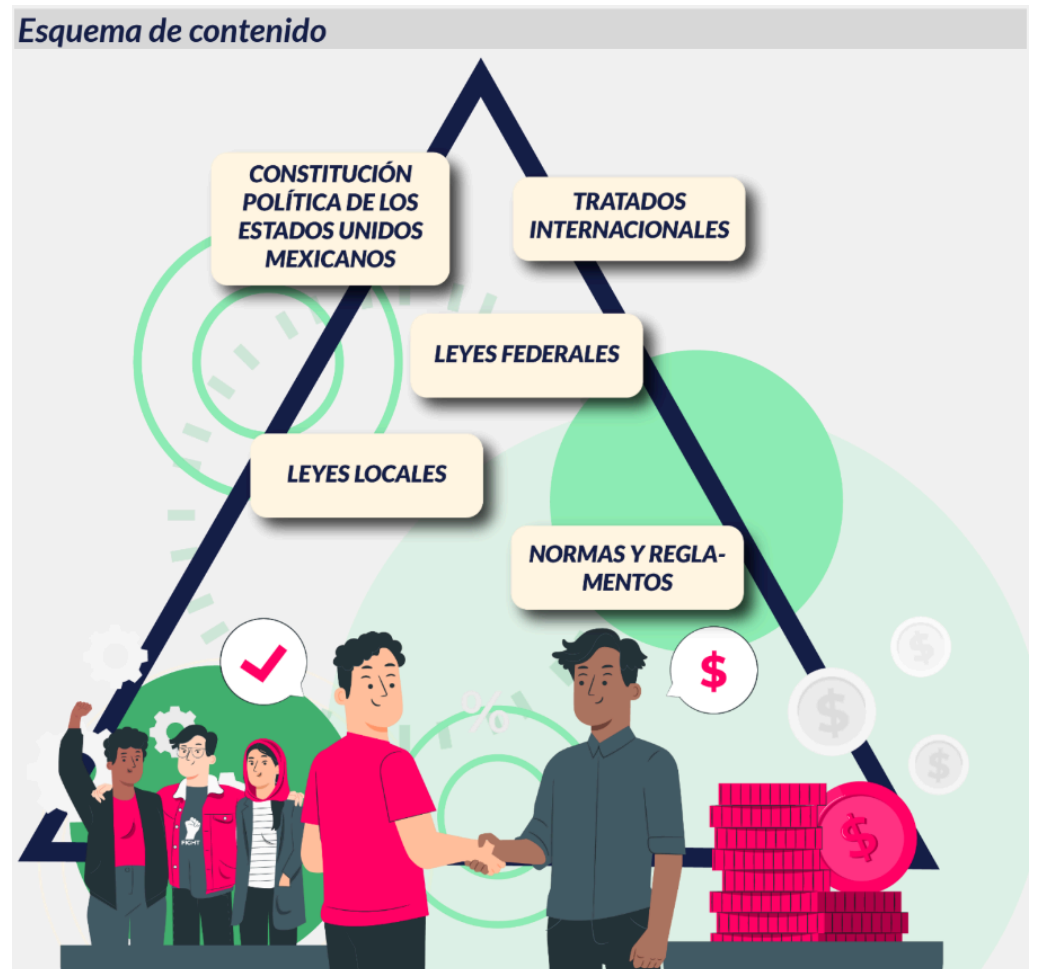 Esquema de contenido
CONSTITUCIÓN
POLÍTICA DE LOS
ESTADOS UNIDOS
MEXICANOS
TRATADOS
INTERNACIONALES
LEYES FEDERALES
LEYES LOCALES
NORMAS Y REGLA-
MENTOS
$
$
$
%
$
$
FIGHT
$